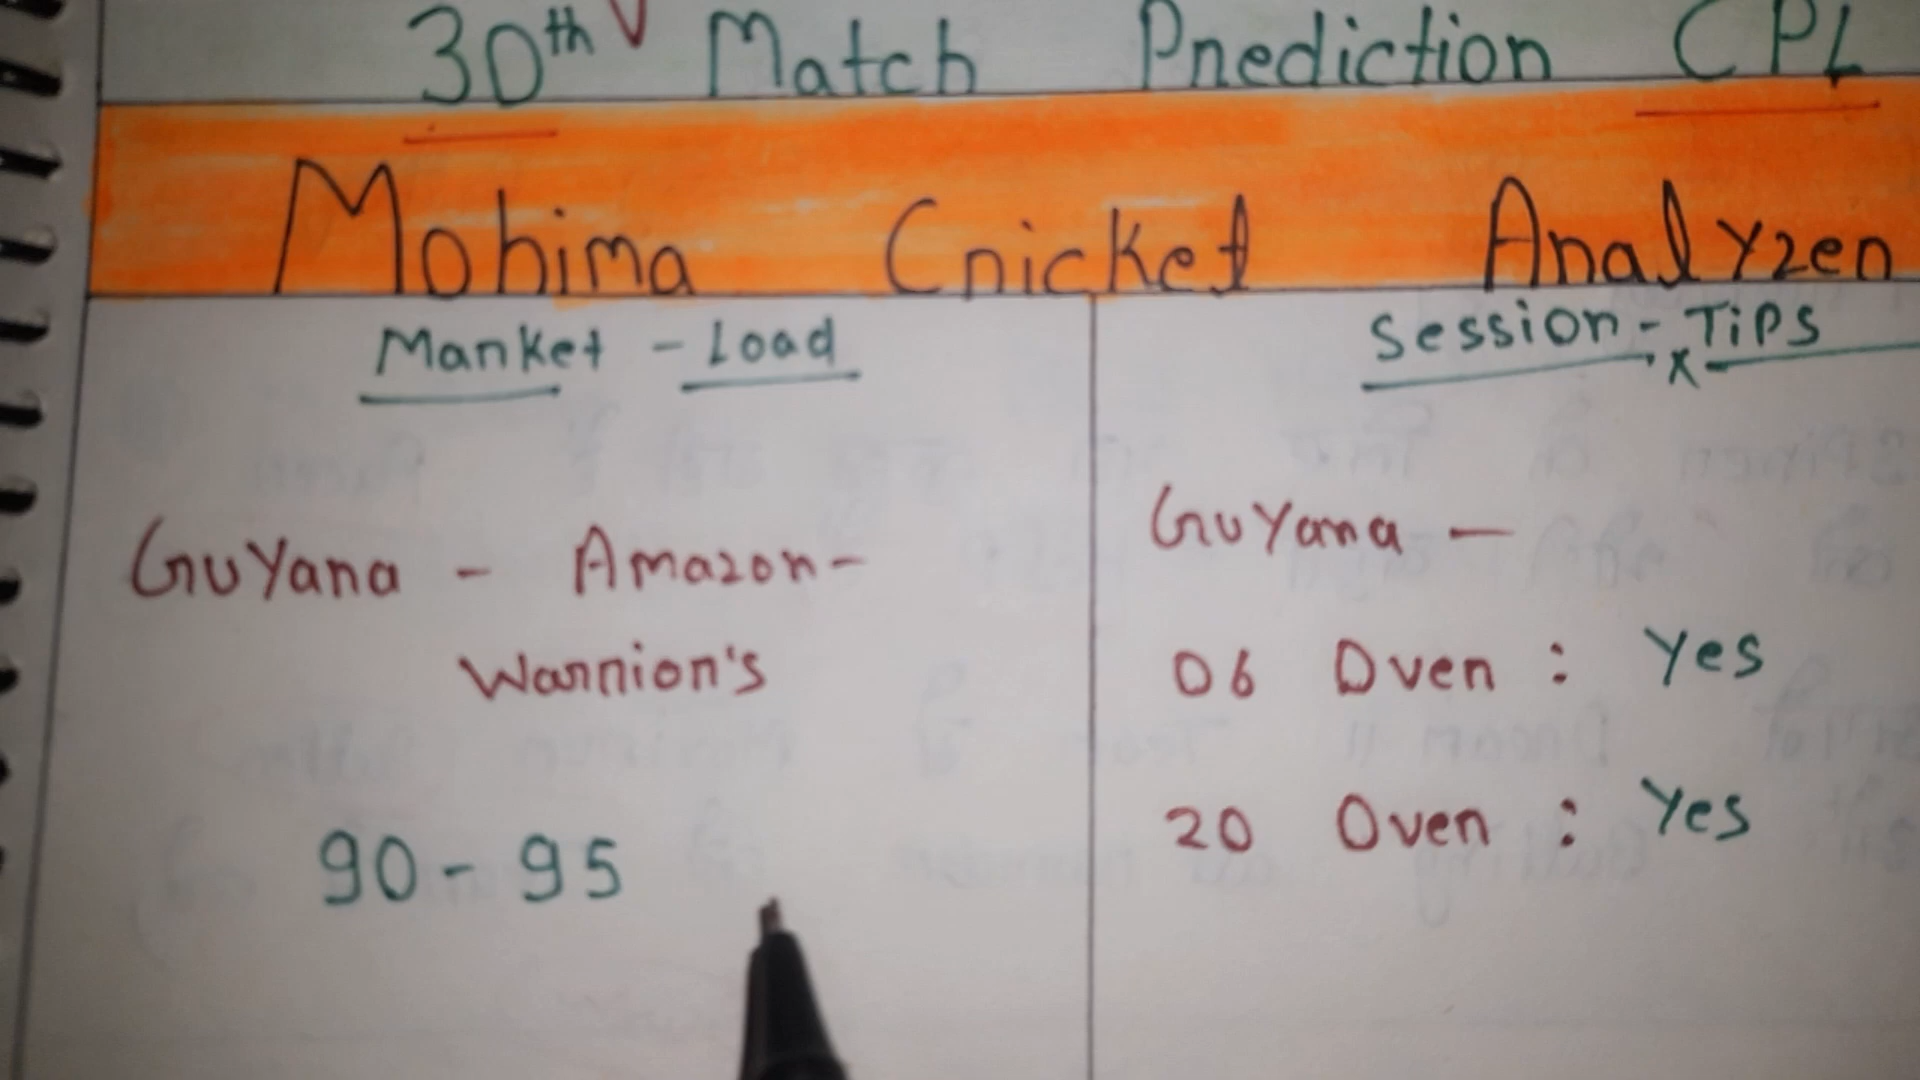 30th Match Prediction CPL
Mohima Cricket Analyzer
Market - Load
Guyana - Amazon-
Warrior's
90 - 95
Session - Tips
x
Guyana -
06 Over : Yes
20 Over : Yes